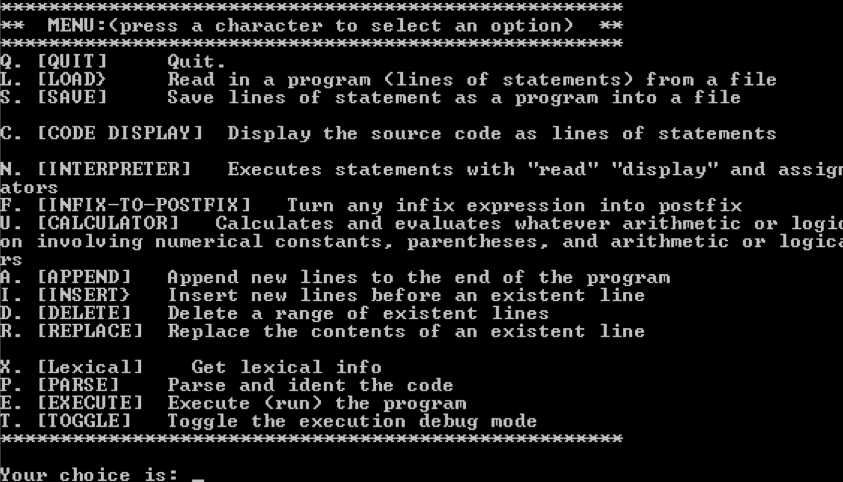 ****************************************************
**  MENU:(press a character to select an option)  **
****************************************************
Q. [QUIT]     Quit.
L. [LOAD}     Read in a program (lines of statements) from a file
S. [SAVE]     Save lines of statement as a program into a file
C. [CODE DISPLAY]  Display the source code as lines of statements
N. [INTERPRETER]   Executes statements with "read" "display" and assign
ators
F. [INFIX-TO-POSTFIX]   Turn any infix expression into postfix
U. [CALCULATOR]   Calculates and evaluates whatever arithmetic or logic
on involving numerical constants, parentheses, and arithmetic or logica
rs
A. [APPEND]   Append new lines to the end of the program
I. [INSERT}   Insert new lines before an existent line
D. [DELETE]   Delete a range of existent lines
R. [REPLACE]  Replace the contents of an existent line
X. [Lexical]    Get lexical info
P. [PARSE]    Parse and ident the code
E. [EXECUTE]  Execute (run) the program
T. [TOGGLE]   Toggle the execution debug mode
****************************************************
Your choice is: _